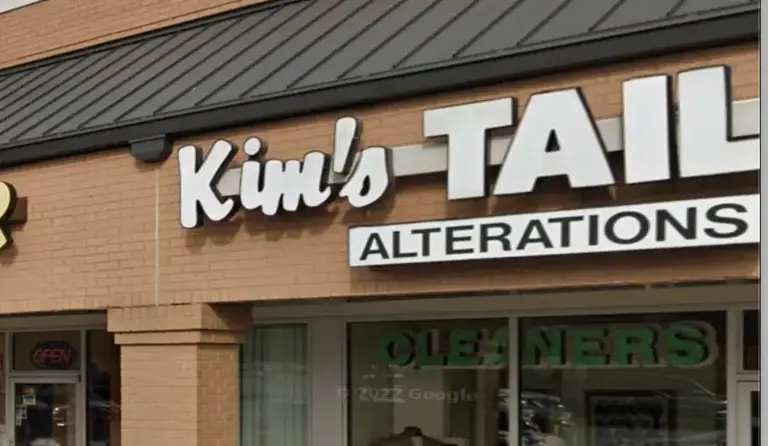 Kim's TAIL
ALTERATIONS
OPEN
CLEANERS
© 2022 Google